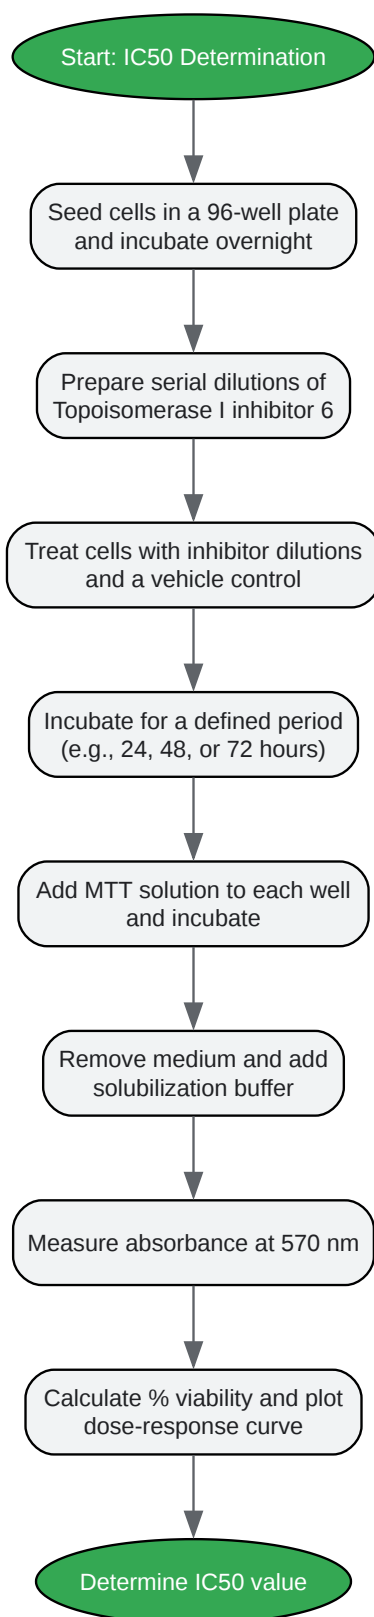 Start: IC50 Determination
Seed cells in a 96-well plate
and incubate overnight
Prepare serial dilutions of
Topoisomerase I inhibitor 6
Treat cells with inhibitor dilutions
and a vehicle control
Incubate for a defined period
(e.g., 24, 48, or 72 hours)
Add MTT solution to each well
and incubate
Remove medium and add
solubilization buffer
Measure absorbance at 570 nm
Calculate % viability and plot
dose-response curve
Determine IC50 value